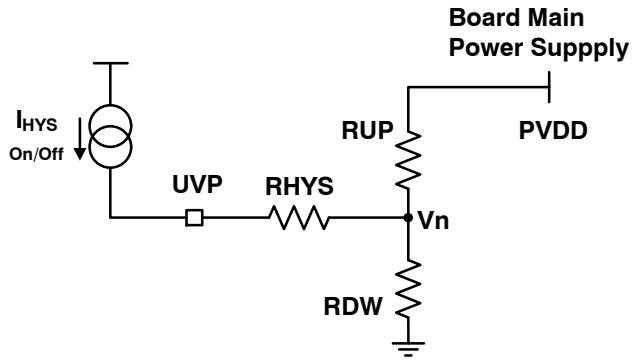 Board Main
Power Suppply
IHYS
On/Off
RUP
PVDD
UVP
RHYS
Vn
RDW